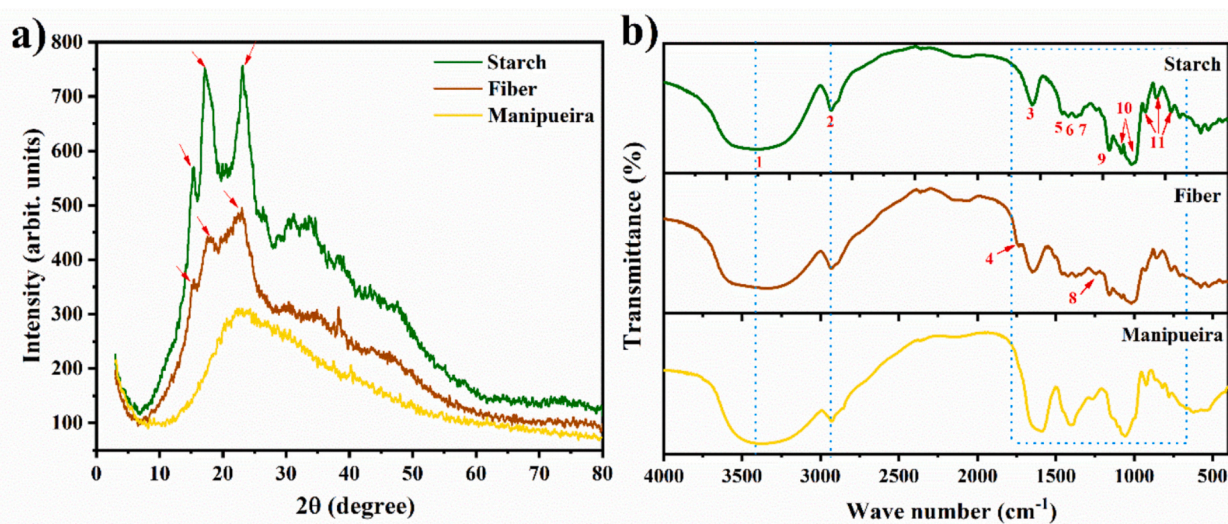 a)
800
700
600
500
400
300
200
100
Intensity (arbit. units)
Starch
Fiber
Manipueira
0 10 20 30 40 50 60 70 80
2θ (degree)
b)
Transmittance (%)
Starch
1
2
3
5 6 7
9
10
11
Fiber
4
8
Manipueira
4000 3500 3000 2500 2000 1500 1000 500
Wave number (cm⁻¹)